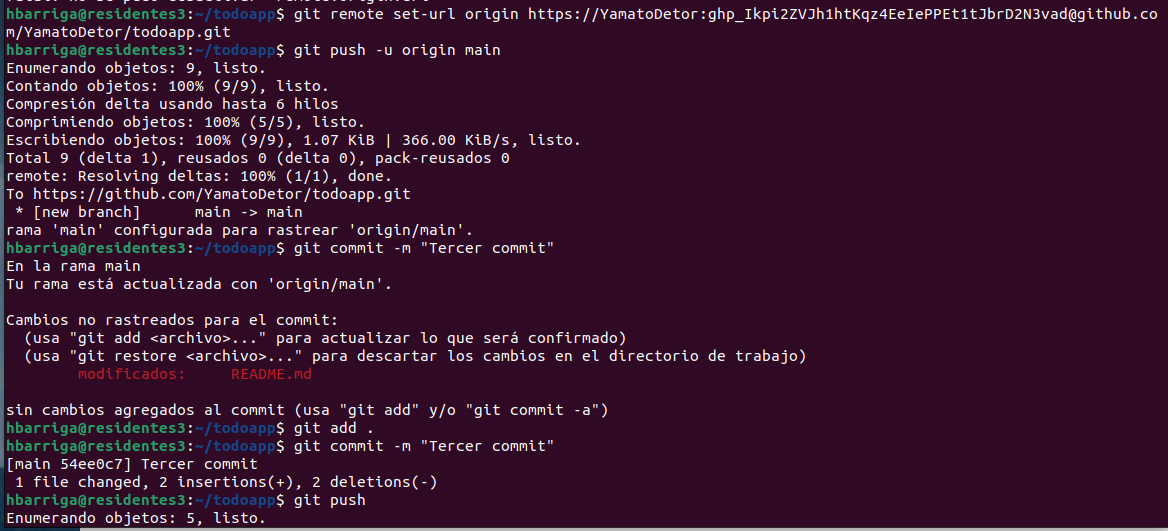 hbarriga@residentes3:~/todoapp$ git remote set-url origin https://YamatoDetor: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@github.co
m/YamatoDetor/todoapp.git
hbarriga@residentes3:~/todoapp$ git push -u origin main
Enumerando objetos: 9, listo.
Contando objetos: 100% (9/9), listo.
Compresión delta usando hasta 6 hilos
Comprimiendo objetos: 100% (5/5), listo.
Escribiendo objetos: 100% (9/9), 1.07 KiB | 366.00 KiB/s, listo.
Total 9 (delta 1), reusados 0 (delta 0), pack-reusados 0
remote: Resolving deltas: 100% (1/1), done.
To https://github.com/YamatoDetor/todoapp.git
 * [new branch]      main -> main
rama 'main' configurada para rastrear 'origin/main'.
hbarriga@residentes3:~/todoapp$ git commit -m "Tercer commit"
En la rama main
Tu rama está actualizada con 'origin/main'.

Cambios no rastreados para el commit:
  (usa "git add <archivo>..." para actualizar lo que será confirmado)
  (usa "git restore <archivo>..." para descartar los cambios en el directorio de trabajo)
        modificados:     README.md

sin cambios agregados al commit (usa "git add" y/o "git commit -a")
hbarriga@residentes3:~/todoapp$ git add .
hbarriga@residentes3:~/todoapp$ git commit -m "Tercer commit"
[main 54ee0c7] Tercer commit
 1 file changed, 2 insertions(+), 2 deletions(-)
hbarriga@residentes3:~/todoapp$ git push
Enumerando objetos: 5, listo.